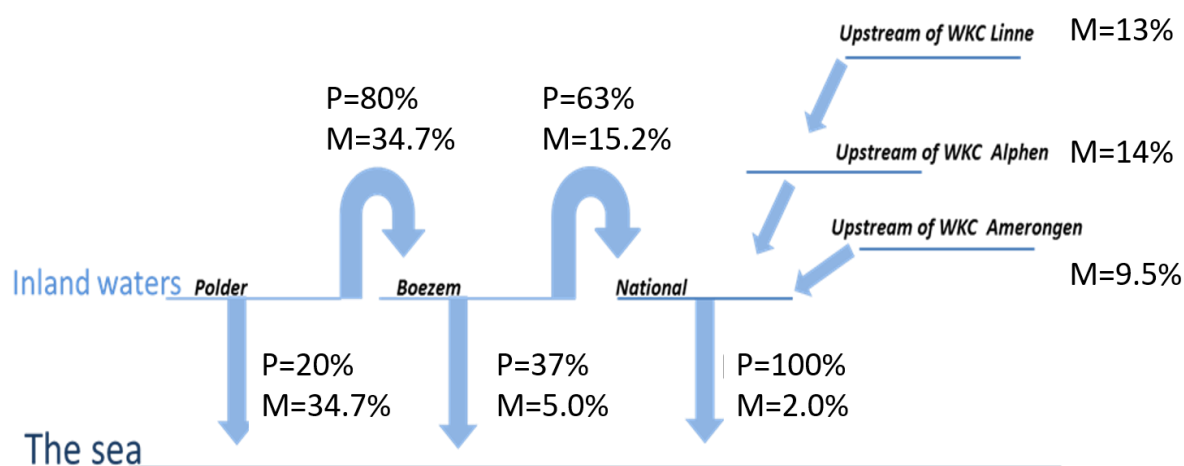 Upstream of WKC Linne M=13%
P=80% P=63%
M=34.7% M=15.2%
Upstream of WKC Alphen M=14%
Upstream of WKC Amerongen
M=9.5%
Inland waters Polder Boezem National
P=20% P=37% P=100%
M=34.7% M=5.0% M=2.0%
The sea